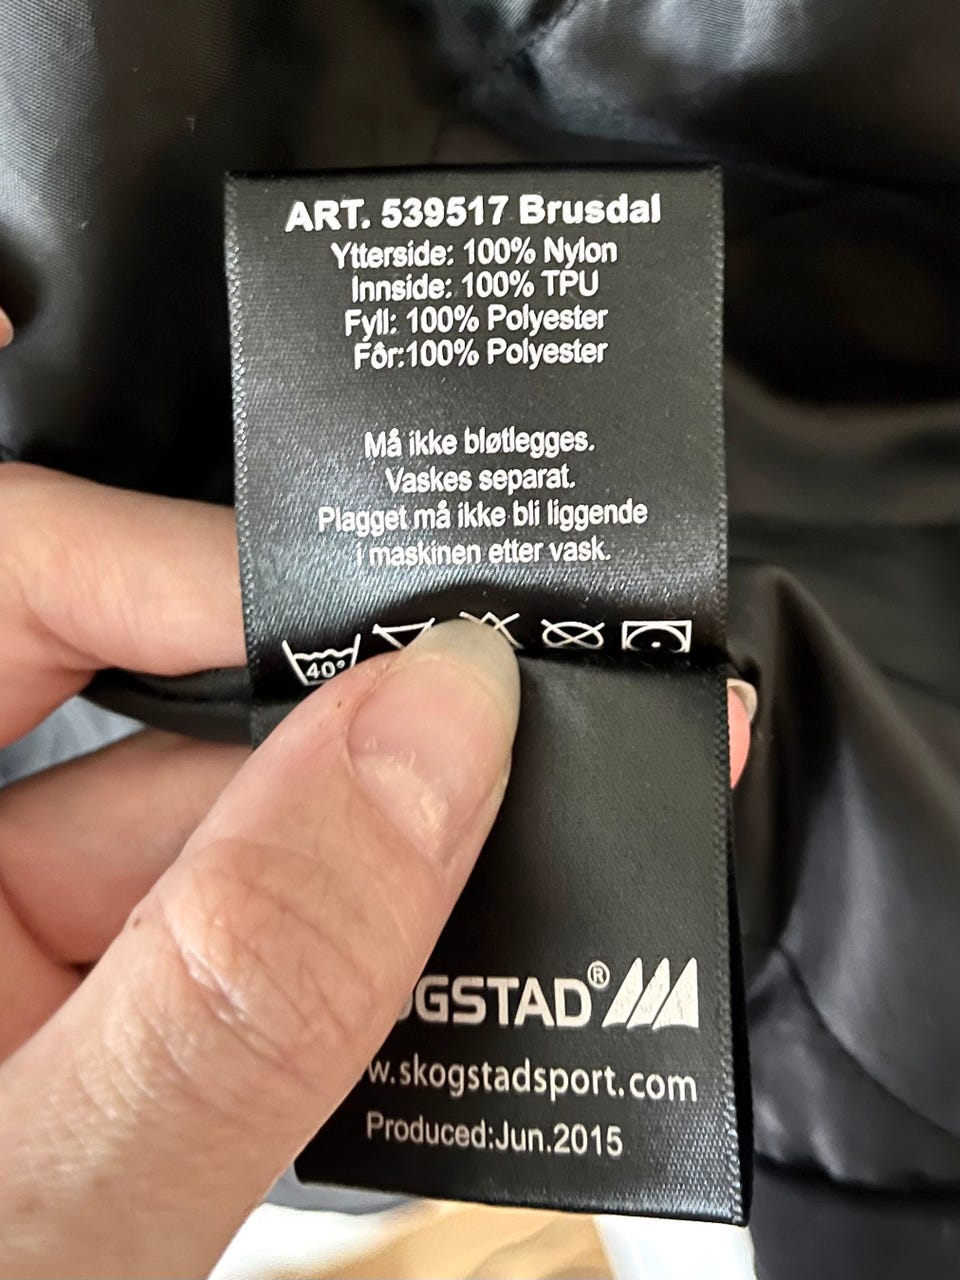 ART. 539517 Brusdal
Ytterside: 100% Nylon
Innside: 100% TPU
Fyll: 100% Polyester
Fôr:100% Polyester
Må ikke bløtlegges.
Vaskes separat.
Plagget må ikke bli liggende
i maskinen etter vask.
40°
OGSTAD®
w.skogstadsport.com
Produced:Jun.2015